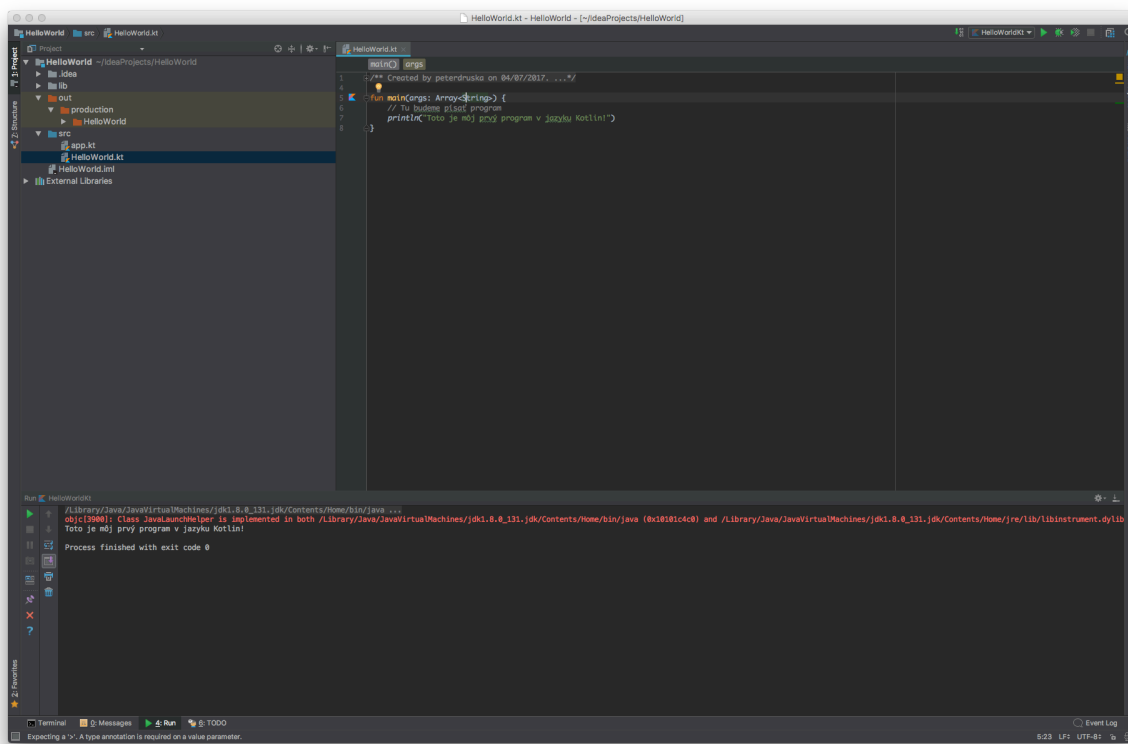 HelloWorld.kt - HelloWorld - [~/IdeaProjects/HelloWorld]
HelloWorld src HelloWorld.kt
HelloWorldKt
1: Project
Z: Structure
2: Favorites
Project
HelloWorld ~/IdeaProjects/HelloWorld
.idea
lib
out
production
HelloWorld
src
app.kt
HelloWorld.kt
HelloWorld.iml
External Libraries
HelloWorld.kt
main() args
1 /** Created by peterdruska on 04/07/2017. ...*/
4
5 fun main(args: Array<String>) {
6 // Tu budeme písať program
7 println("Toto je môj prvý program v jazyku Kotlin!")
8 }
Run HelloWorldKt
/Library/Java/JavaVirtualMachines/jdk1.8.0_131.jdk/Contents/Home/bin/java ...
objc[3900]: Class JavaLaunchHelper is implemented in both /Library/Java/JavaVirtualMachines/jdk1.8.0_131.jdk/Contents/Home/bin/java (0x10101c4c0) and /Library/Java/JavaVirtualMachines/jdk1.8.0_131.jdk/Contents/Home/jre/lib/libinstrument.dylib
Toto je môj prvý program v jazyku Kotlin!
Process finished with exit code 0
Terminal 0: Messages 4: Run 6: TODO Event Log
Expecting a '>'. A type annotation is required on a value parameter. 5:23 LF÷ UTF-8÷